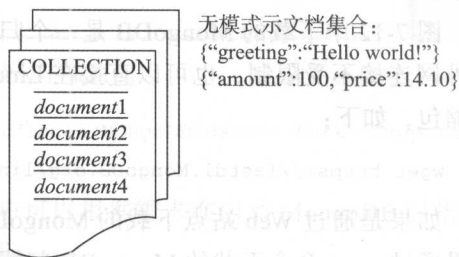 COLLECTION
document1
document2
document3
document4
无模式示文档集合：
{“greeting”:“Hello world!”}
{“amount”:100,“price”:14.10}